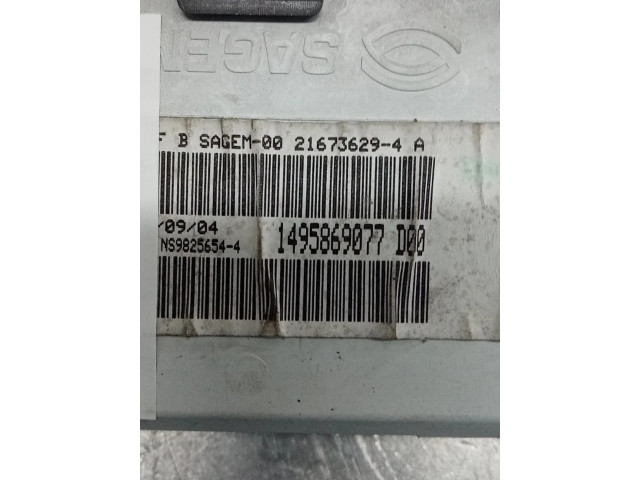 SAGEM
F B SAGEM-00 21673629-4 A
/09/04
NS9825654-4
1495869077 D00